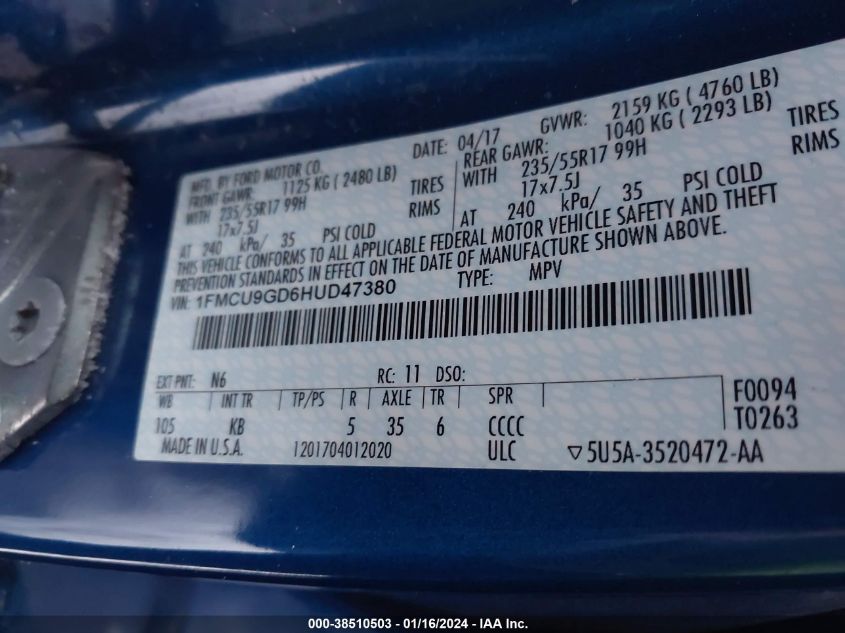 MFD. BY FORD MOTOR CO.
DATE: 04/17 GVWR: 2159 KG ( 4760 LB)
FRONT GAWR: 1125 KG ( 2480 LB)
REAR GAWR: 1040 KG ( 2293 LB)
WITH 235/55R17 99H TIRES
WITH 235/55R17 99H TIRES
17x7.5J RIMS
17x7.5J RIMS
AT 240 kPa/ 35 PSI COLD
AT 240 kPa/ 35 PSI COLD
THIS VEHICLE CONFORMS TO ALL APPLICABLE FEDERAL MOTOR VEHICLE SAFETY AND THEFT
PREVENTION STANDARDS IN EFFECT ON THE DATE OF MANUFACTURE SHOWN ABOVE.
VIN: 1FMCU9GD6HUD47380 TYPE: MPV
EXT PNT: N6 RC: 11 DSO:
WB INT TR TP/PS R AXLE TR SPR F0094
105 KB 5 35 6 CCCC T0263
MADE IN U.S.A. 1201704012020 ULC ▽5U5A-3520472-AA
000-38510503 - 01/16/2024 - IAA Inc.